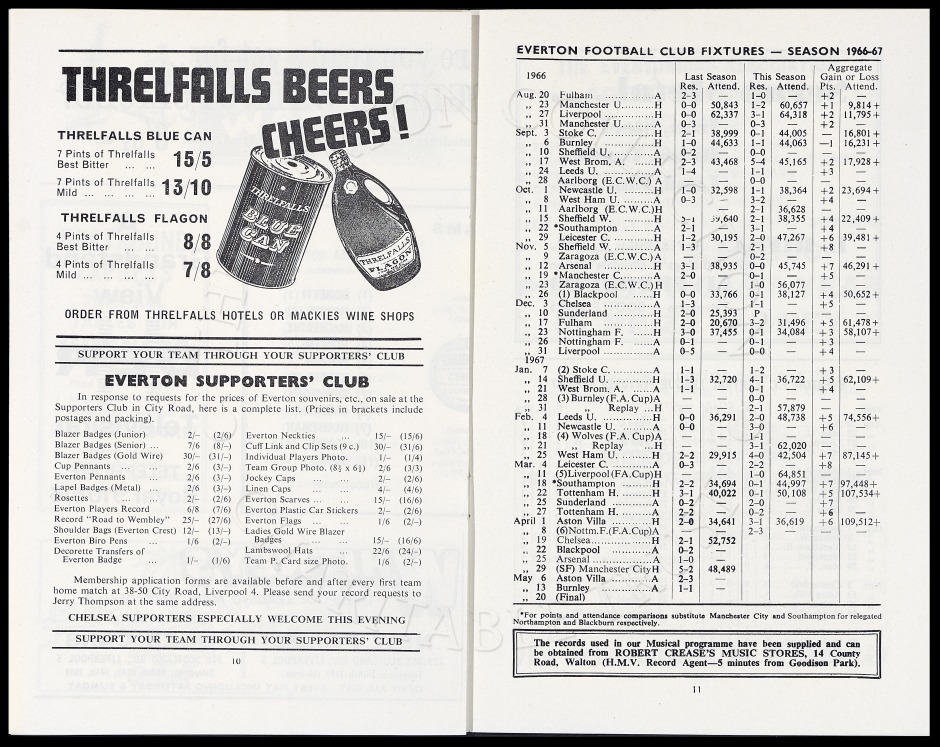 THRELFALLS BEERS
CHEERS!
THRELFALLS BLUE CAN
7 Pints of Threlfalls
Best Bitter ... ... 15/5
7 Pints of Threlfalls
Mild ... ... ... 13/10
THRELFALLS FLAGON
4 Pints of Threlfalls
Best Bitter ... ... 8/8
4 Pints of Threlfalls
Mild ... ... ... 7/8
THRELFALLS
BLUE
CAN
THRELFALLS
FLAGON
ORDER FROM THRELFALLS HOTELS OR MACKIES WINE SHOPS
SUPPORT YOUR TEAM THROUGH YOUR SUPPORTERS' CLUB
EVERTON SUPPORTERS' CLUB
In response to requests for the prices of Everton souvenirs, etc., on sale at the
Supporters Club in City Road, here is a complete list. (Prices in brackets include
postages and packing).
Blazer Badges (Junior) 2/– (2/6)
Blazer Badges (Senior) ... 7/6 (8/–)
Blazer Badges (Gold Wire) 30/– (31/–)
Cup Pennants ... 2/6 (3/–)
Everton Pennants ... 2/6 (3/–)
Lapel Badges (Metal) ... 2/6 (3/–)
Rosettes ... 2/– (2/6)
Everton Players Record 6/8 (7/6)
Record "Road to Wembley" 25/– (27/6)
Shoulder Bags (Everton Crest) 12/– (13/–)
Everton Biro Pens ... 1/6 (2/–)
Decorette Transfers of
Everton Badge ... 1/– (1/6)
Everton Neckties ... 15/– (15/6)
Cuff Link and Clip Sets (9 c.) 30/– (31/6)
Individual Players Photo. 1/– (1/4)
Team Group Photo. (8½ x 6½) 2/6 (3/3)
Jockey Caps ... ... 2/– (2/6)
Linen Caps ... ... 4/– (4/6)
Everton Scarves ... ... 15/– (16/6)
Everton Plastic Car Stickers 2/– (2/6)
Everton Flags ... ... 1/6 (2/–)
Ladies Gold Wire Blazer
Badges ... ... 15/– (16/6)
Lambswool Hats ... 22/6 (24/–)
Team P. Card size Photo. 1/6 (2/–)
Membership application forms are available before and after every first team
home match at 38-50 City Road, Liverpool 4. Please send your record requests to
Jerry Thompson at the same address.
CHELSEA SUPPORTERS ESPECIALLY WELCOME THIS EVENING
SUPPORT YOUR TEAM THROUGH YOUR SUPPORTERS' CLUB
10
EVERTON FOOTBALL CLUB FIXTURES — SEASON 1966-67
1966 Last Season This Season Aggregate Gain or Loss
Res. Attend. Res. Attend. Pts. Attend.
Aug. 20 Fulham ............A 2–3 — 1–0 — +2
,, 23 Manchester U.......H 0–0 50,843 1–2 60,657 +1 9,814+
,, 27 Liverpool ............H 0–0 62,337 3–1 64,318 +2 11,795+
,, 31 Manchester U.......A 0–3 — 0–3 — +2 —
Sept. 3 Stoke C. ............H 2–1 38,999 0–1 44,005 — 16,801+
,, 6 Burnley ............H 1–0 44,633 1–1 44,063 —1 16,231+
,, 10 Sheffield U. .........A 0–2 — 0–0 — — —
,, 17 West Brom. A. ......H 2–3 43,468 5–4 45,165 +2 17,928+
,, 24 Leeds U. ............A 1–4 — 1–1 — +3 —
,, 28 Aarlborg (E.C.W.C.) A 0–0
Oct. 1 Newcastle U. .........H 1–0 32,598 1–1 38,364 +2 23,694+
,, 8 West Ham U. .........A 0–3 — 3–2 — +4 —
,, 11 Aarlborg (E.C.W.C.)H 2–1 36,628
,, 15 Sheffield W. .........H 5–1 39,640 2–1 38,355 +4 22,409+
,, 22 *Southampton ......A 2–1 — 3–1 — +4 —
,, 29 Leicester C. .........H 1–2 30,195 2–0 47,267 +6 39,481+
Nov. 5 Sheffield W. .........A 1–3 — 2–1 — +8 —
,, 9 Zaragoza (E.C.W.C.)A 0–2
,, 12 Arsenal ............H 3–1 38,935 0–0 45,745 +7 46,291+
,, 19 *Manchester C........A 2–0 — 0–1 — +5 —
,, 23 Zaragoza (E.C.W.C.)H 1–0 56,077
,, 26 (1) Blackpool ......H 0–0 33,766 0–1 38,127 +4 50,652+
Dec. 3 Chelsea ............A 1–3 — 1–1 — +5 —
,, 10 Sunderland .........H 2–0 25,393 P
,, 17 Fulham ............H 2–0 20,670 3–2 31,496 +5 61,478+
,, 23 Nottingham F. ......H 3–0 37,455 0–1 34,084 +3 58,107+
,, 26 Nottingham F. ......A 0–1 — 0–1 — +3 —
,, 31 Liverpool ............A 0–5 — 0–0 — +4 —
1967
Jan. 7 (2) Stoke C. .........A 1–1 — 1–2 — +3 —
,, 14 Sheffield U. .........H 1–3 32,720 4–1 36,722 +5 62,109+
,, 21 West Brom. A. ......A 1–1 — 0–1 — +4 —
,, 28 (3) Burnley (F.A. Cup)A 0–0
,, 31 ,, Replay ...H 2–1 57,879
Feb. 4 Leeds U. ............H 0–0 36,291 2–0 48,738 +5 74,556+
,, 11 Newcastle U. .........A 0–0 — 3–0 — +6 —
,, 18 (4) Wolves (F.A. Cup)A 1–1 —
,, 21 ,, Replay ...H 3–1 62,020
,, 25 West Ham U. .........H 2–2 29,915 4–0 42,504 +7 87,145+
Mar. 4 Leicester C. .........A 0–3 — 2–2 — +8 —
,, 11 (5)Liverpool (F.A.Cup)H 1–0 64,851
,, 18 *Southampton ......H 2–2 34,694 0–1 44,997 +7 97,448+
,, 22 Tottenham H. ......H 3–1 40,022 0–1 50,108 +5 107,534+
,, 25 Sunderland .........A 0–2 — 2–0 — +7 —
,, 27 Tottenham H. ......A 2–2 — 0–2 — +6 —
April 1 Aston Villa .........H 2–0 34,641 3–1 36,619 +6 109,512+
,, 8 (6)Nottm.F.(F.A.Cup)A 2–3 —
,, 19 Chelsea ............H 2–1 52,752
,, 22 Blackpool .........A 0–2 —
,, 25 Arsenal ............A 1–0 —
,, 29 (SF) Manchester City H 5–2 48,489
May 6 Aston Villa .........A 2–3 —
,, 13 Burnley ............A 1–1 —
,, 20 (Final)
*For points and attendance comparisons substitute Manchester City and Southampton for relegated
Northampton and Blackburn respectively.
The records used in our Musical programme have been supplied and can
be obtained from ROBERT CREASE'S MUSIC STORES, 14 County
Road, Walton (H.M.V. Record Agent—5 minutes from Goodison Park).
11